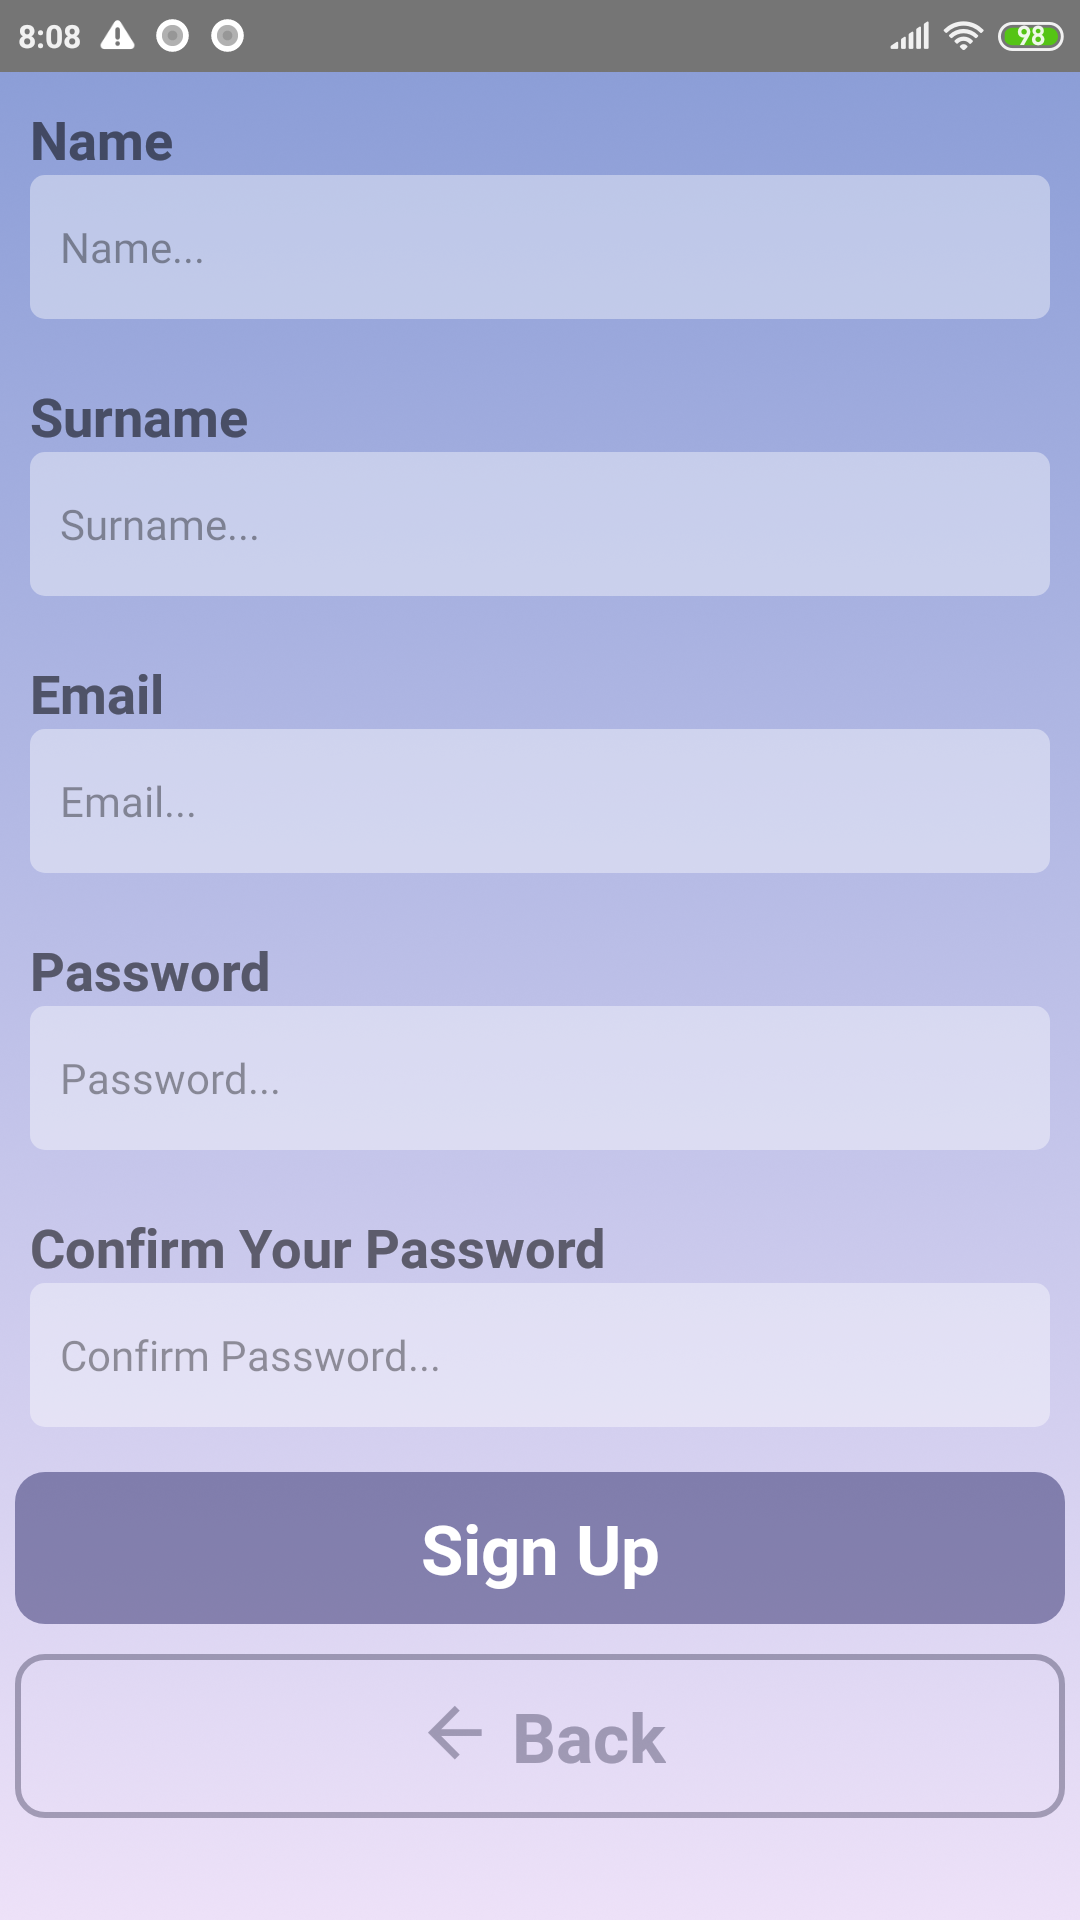 8:08
98
Name
Name...
Surname
Surname...
Email
Email...
Password
Password...
Confirm Your Password
Confirm Password...
Sign Up
Back